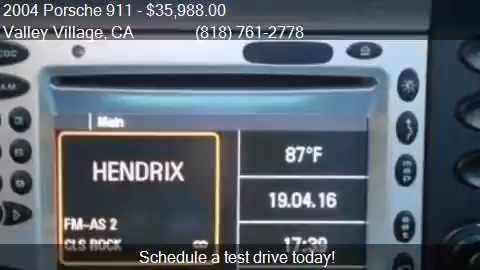 2004 Porsche 911 - $35,988.00
Valley Village, CA (818) 761-2778
Main
HENDRIX
87°F
19.04.16
FM-AS 2
CLS ROCK
17:39
MAP
Schedule a test drive today!